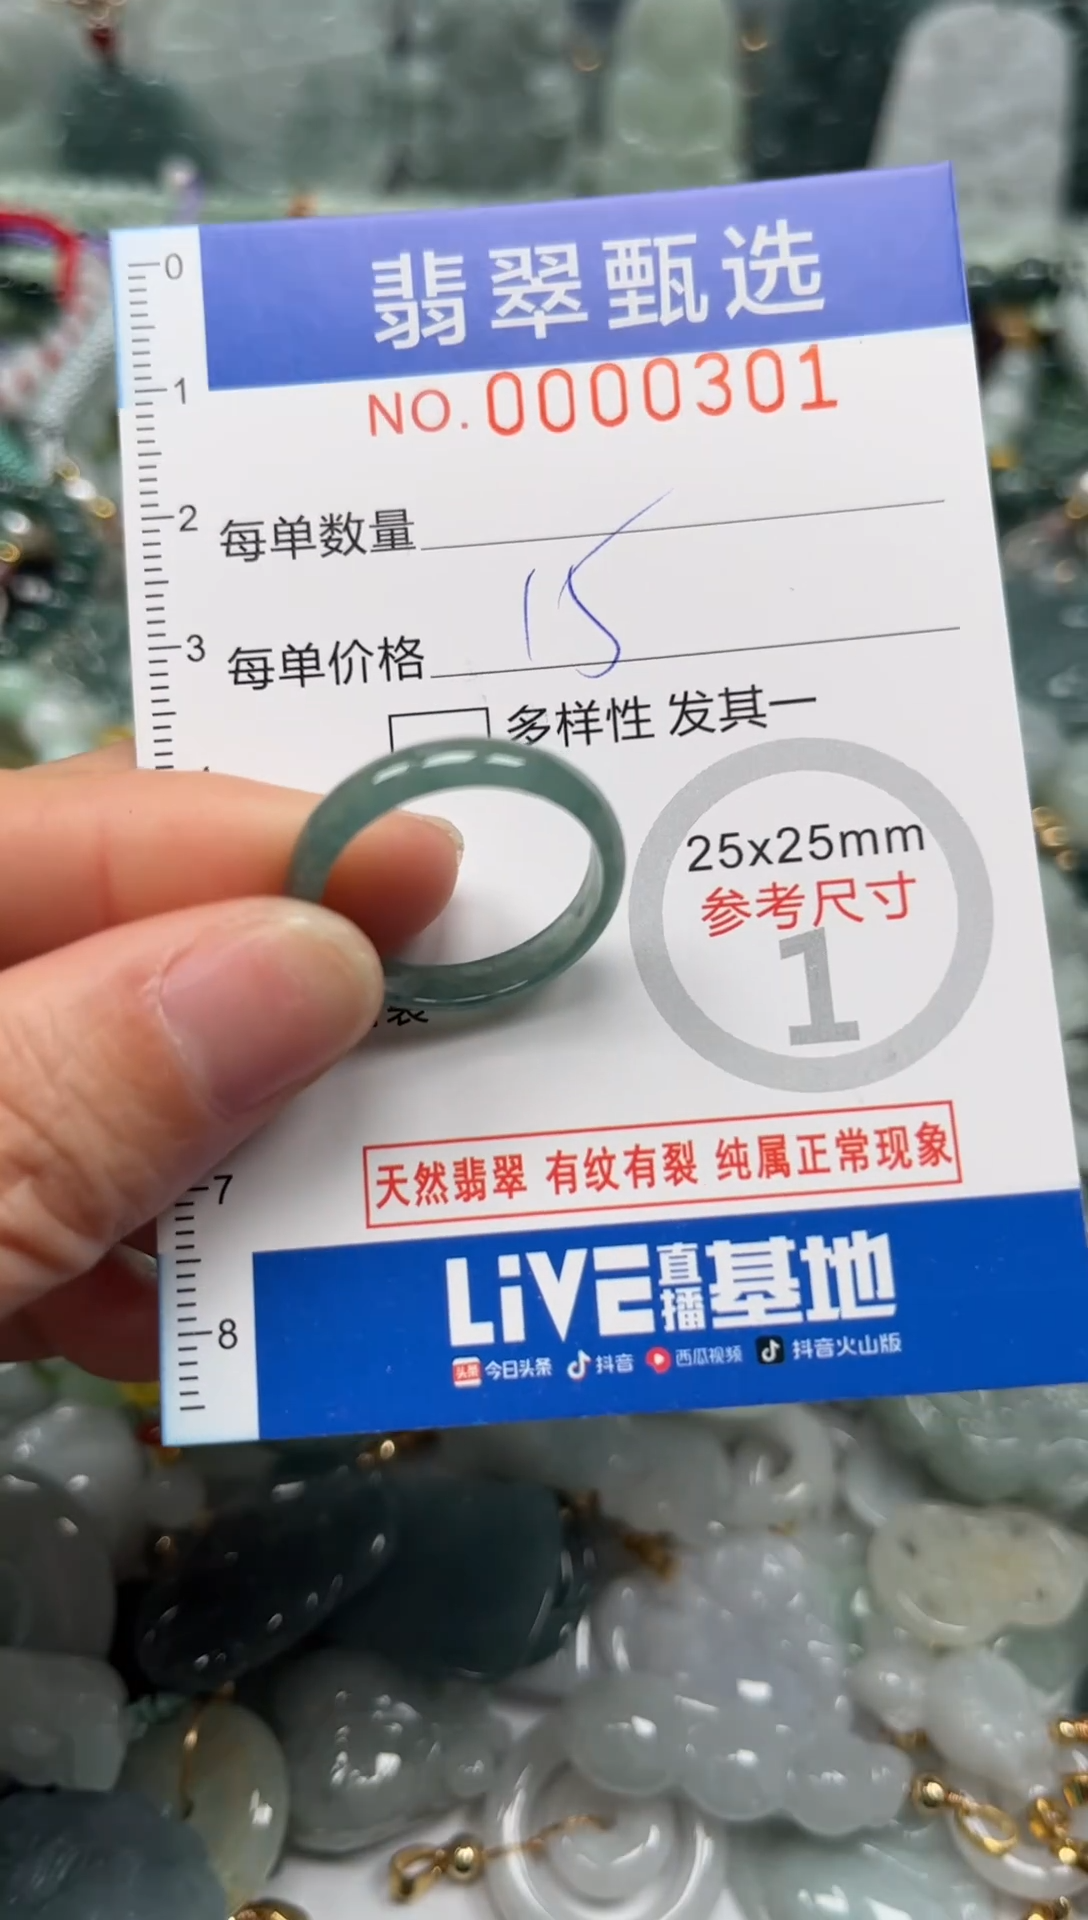 翡翠甄选
NO.0000301
每单数量
15
每单价格
多样性 发其一
25x25mm
参考尺寸
1
裂
天然翡翠 有纹有裂 纯属正常现象
LiVE直播基地
今日头条 抖音 西瓜视频 抖音火山版
0
1
2
3
7
8